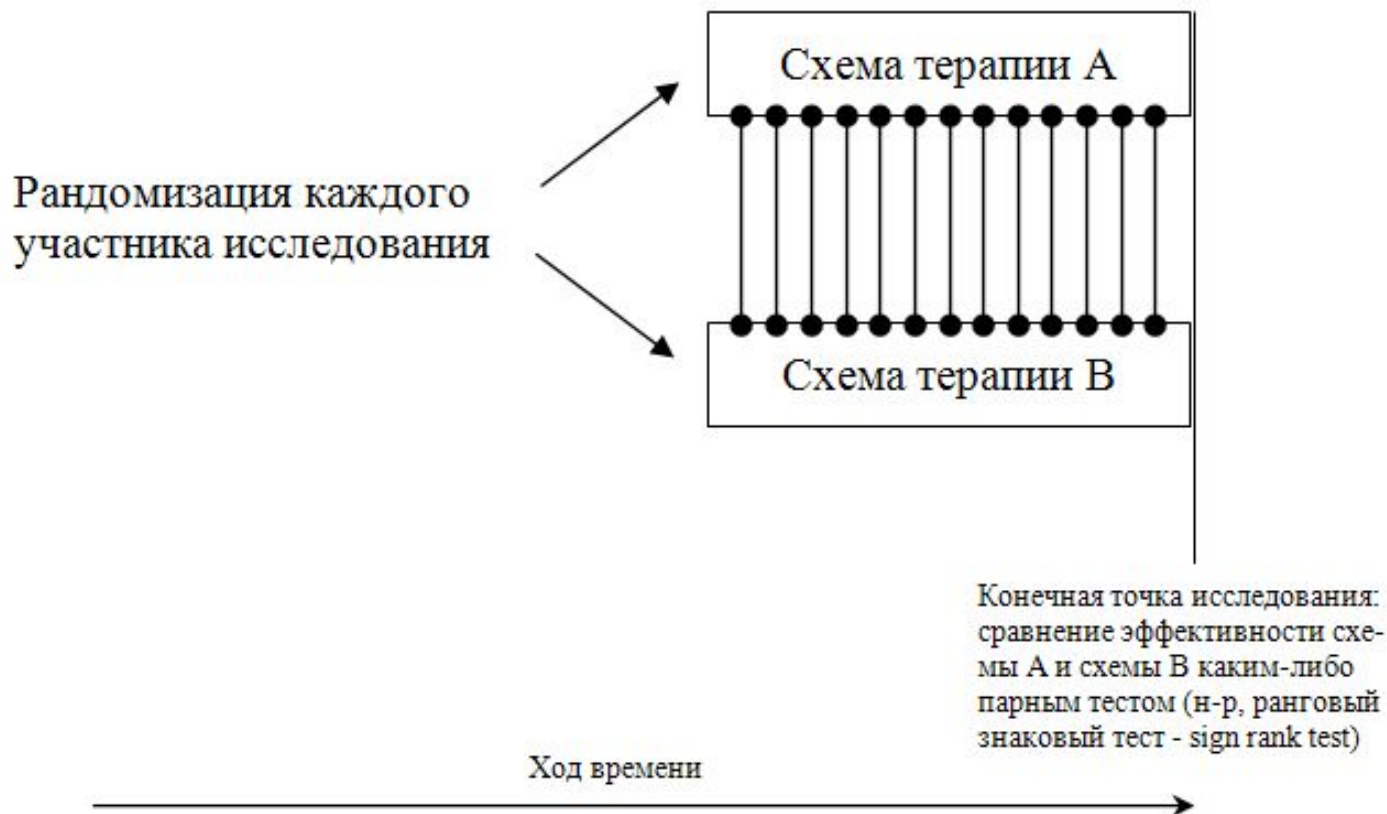 Схема терапии А
Рандомизация каждого
участника исследования
Схема терапии В
Конечная точка исследования:
сравнение эффективности схе-
мы А и схемы В каким-либо
парным тестом (н-р, ранговый
знаковый тест - sign rank test)
Ход времени